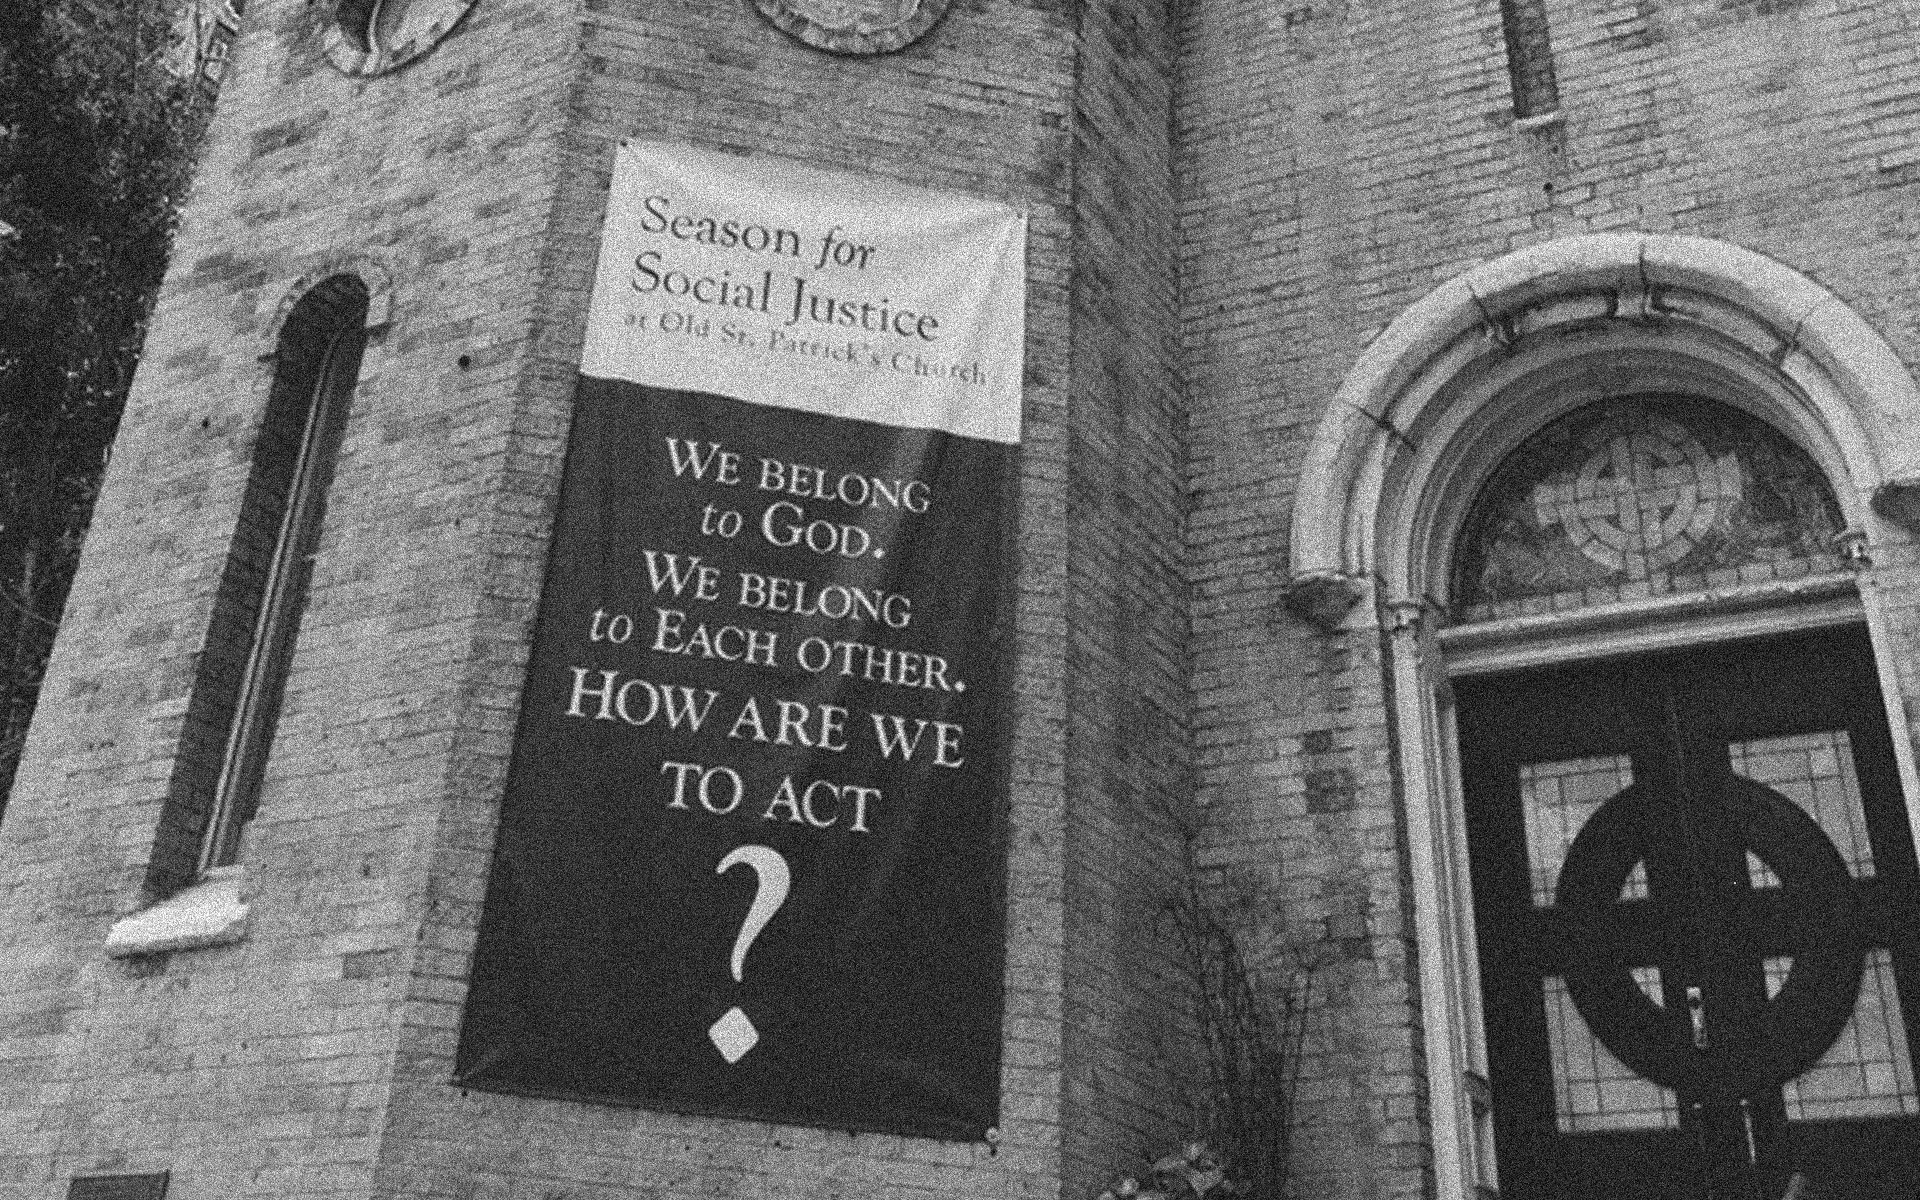 Season for
Social Justice
at Old St. Patrick's Church
WE BELONG
to GOD.
WE BELONG
to EACH OTHER.
HOW ARE WE
TO ACT
?